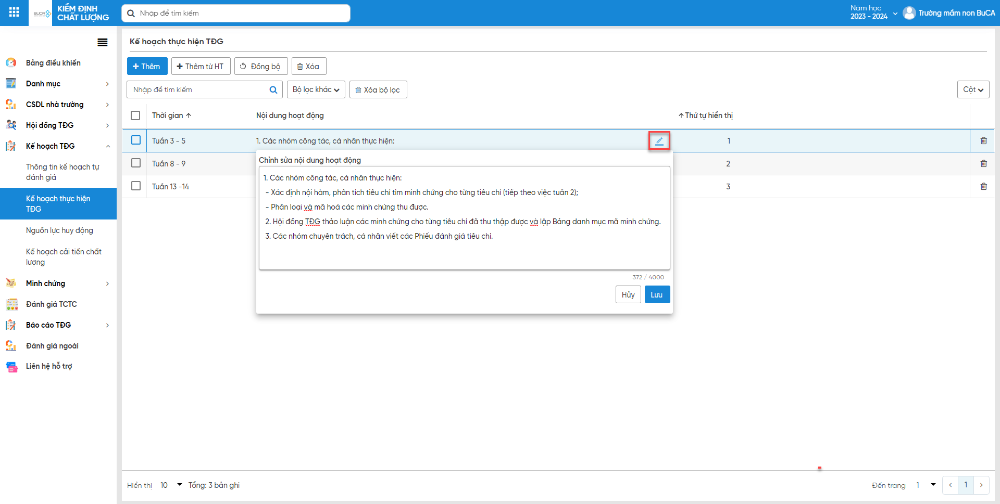 BUCA
KIỂM ĐỊNH
CHẤT LƯỢNG
Nhập để tìm kiếm
Năm học
2023 - 2024
Trường mầm non BuCA
Bảng điều khiển
Danh mục
CSDL nhà trường
Hội đồng TĐG
Kế hoạch TĐG
Thông tin kế hoạch tự
đánh giá
Kế hoạch thực hiện
TĐG
Nguồn lực huy động
Kế hoạch cải tiến chất
lượng
Minh chứng
Đánh giá TCTC
Báo cáo TĐG
Đánh giá ngoài
Liên hệ hỗ trợ
Kế hoạch thực hiện TĐG
Thêm
Thêm từ HT
Đồng bộ
Xóa
Nhập để tìm kiếm
Bộ lọc khác
Xóa bộ lọc
Cột
Thời gian
Nội dung hoạt động
Thứ tự hiển thị
Tuần 3 - 5
1. Các nhóm công tác, cá nhân thực hiện:
1
Tuần 8 - 9
2
Tuần 13 -14
3
Chỉnh sửa nội dung hoạt động
1. Các nhóm công tác, cá nhân thực hiện:
- Xác định nội hàm, phân tích tiêu chí tìm minh chứng cho từng tiêu chí (tiếp theo việc tuần 2);
- Phân loại và mã hoá các minh chứng thu được.
2. Hội đồng TĐG thảo luận các minh chứng cho từng tiêu chí đã thu thập được và lập Bảng danh mục mã minh chứng.
3. Các nhóm chuyên trách, cá nhân viết các Phiếu đánh giá tiêu chí.
372 / 4000
Hủy
Lưu
Hiển thị
10
Tổng: 3 bản ghi
Đến trang
1
1